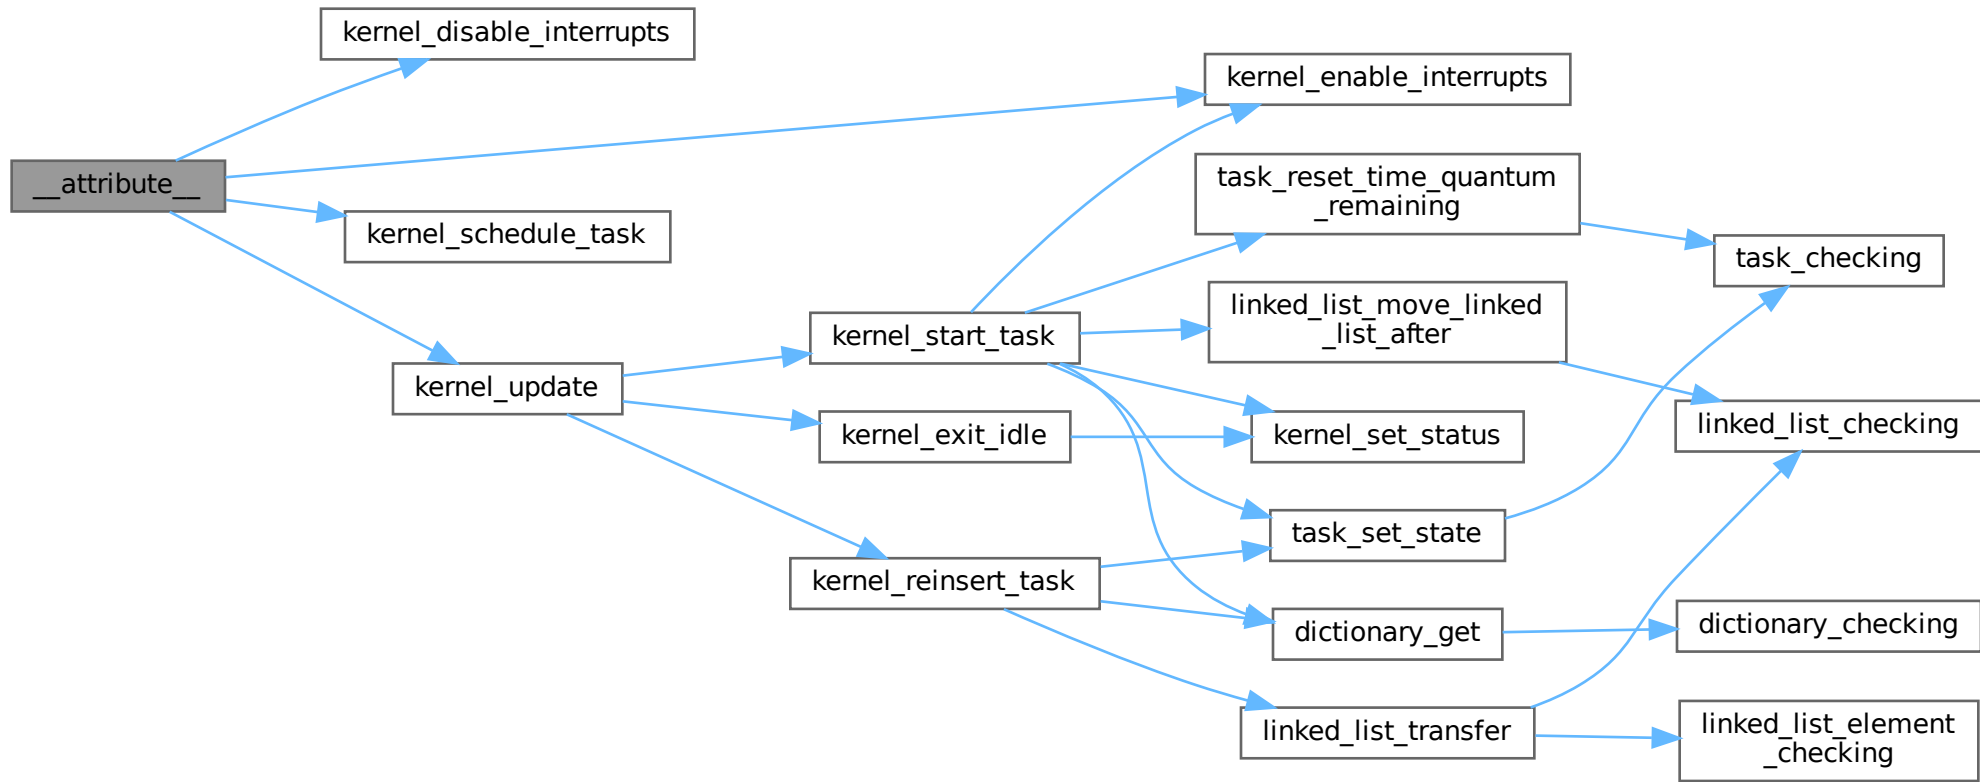 __attribute__
kernel_disable_interrupts
kernel_enable_interrupts
kernel_schedule_task
kernel_update
kernel_start_task
kernel_exit_idle
kernel_reinsert_task
task_reset_time_quantum
_remaining
linked_list_move_linked
_list_after
kernel_set_status
task_set_state
dictionary_get
linked_list_transfer
task_checking
linked_list_checking
dictionary_checking
linked_list_element
_checking